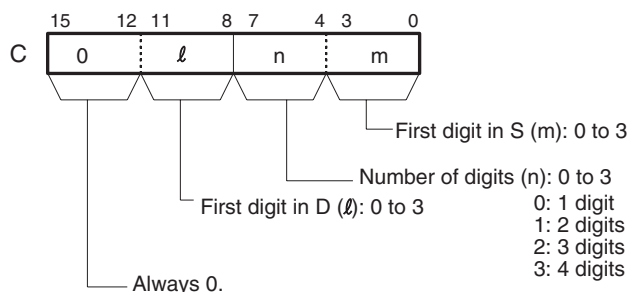 15 12 11 8 7 4 3 0
C 0 ℓ n m
First digit in S (m): 0 to 3
Number of digits (n): 0 to 3
0: 1 digit
1: 2 digits
2: 3 digits
3: 4 digits
First digit in D (ℓ): 0 to 3
Always 0.